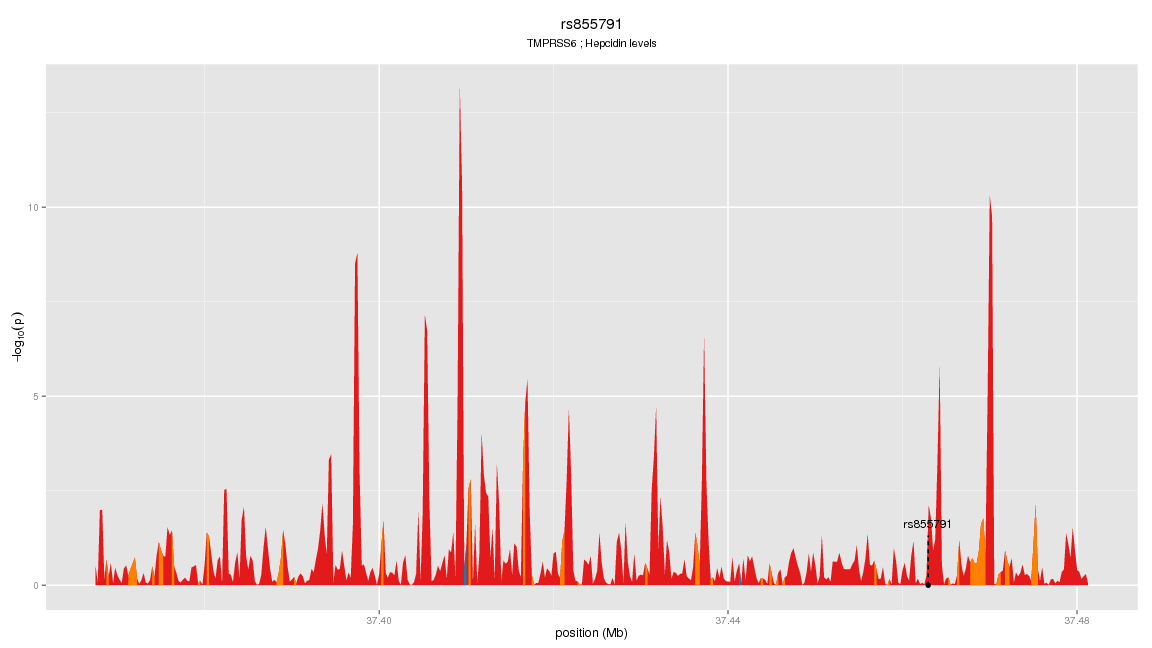 rs855791
TMPRSS6 ; Hepcidin levels
-log10(p)
10
5
0
rs855791
37.40
37.44
37.48
position (Mb)